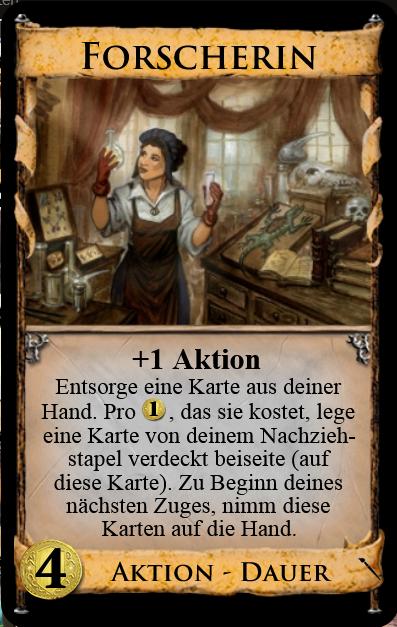 FORSCHERIN
+1 Aktion
Entsorge eine Karte aus deiner
Hand. Pro 1, das sie kostet, lege
eine Karte von deinem Nachzieh-
stapel verdeckt beiseite (auf
diese Karte). Zu Beginn deines
nächsten Zuges, nimm diese
Karten auf die Hand.
4 AKTION - DAUER